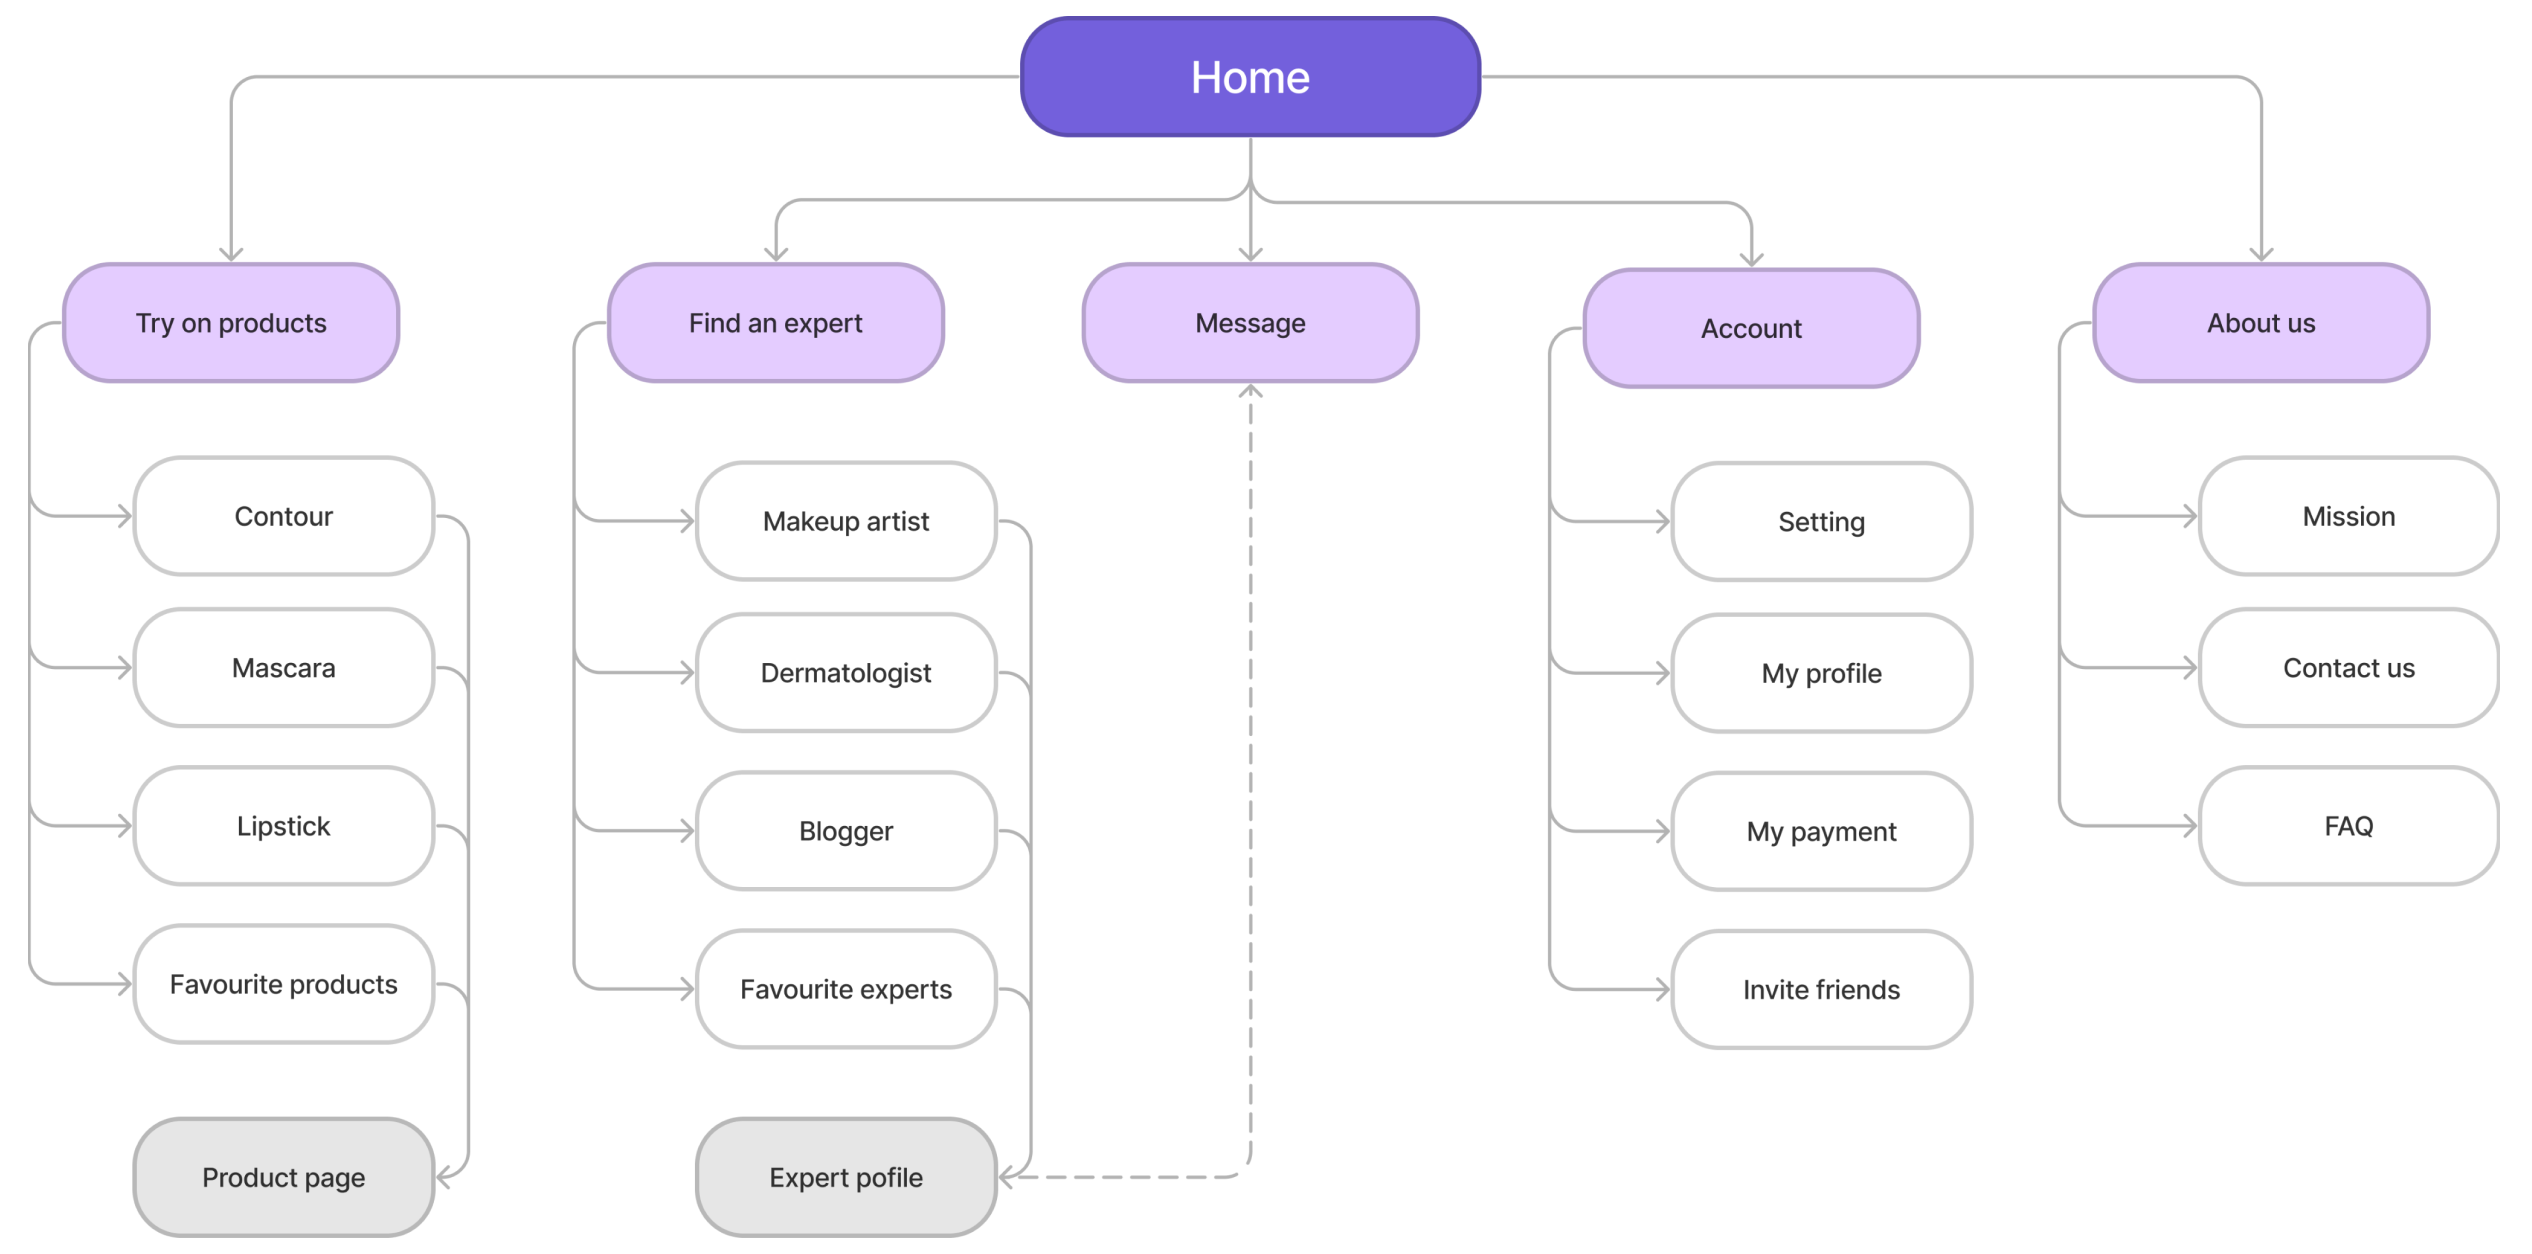 Home
Try on products
Find an expert
Message
Account
About us
Contour
Makeup artist
Setting
Mission
Mascara
Dermatologist
My profile
Contact us
Lipstick
Blogger
My payment
FAQ
Favourite products
Favourite experts
Invite friends
Product page
Expert pofile